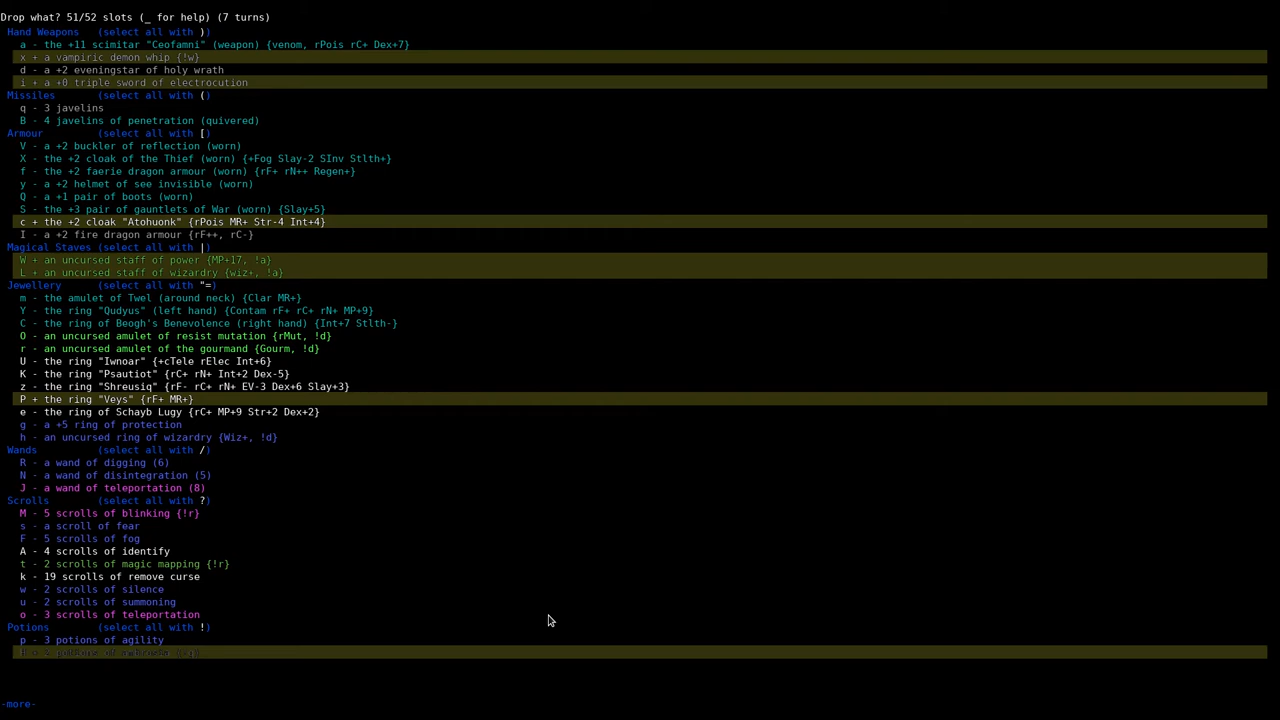 Drop what? 51/52 slots (_ for help) (7 turns)
Hand Weapons (select all with ))
a - the +11 scimitar "Ceofamni" (weapon) {venom, rPois rC+ Dex+7}
x + a vampiric demon whip {!w}
d - a +2 eveningstar of holy wrath
i + a +0 triple sword of electrocution
Missiles (select all with ()
q - 3 javelins
B - 4 javelins of penetration (quivered)
Armour (select all with [)
V - a +2 buckler of reflection (worn)
X - the +2 cloak of the Thief (worn) {+Fog Slay-2 SInv Stlth+}
f - the +2 faerie dragon armour (worn) {rF+ rN++ Regen+}
y - a +2 helmet of see invisible (worn)
Q - a +1 pair of boots (worn)
S - the +3 pair of gauntlets of War (worn) {Slay+5}
c + the +2 cloak "Atohuonk" {rPois MR+ Str-4 Int+4}
I - a +2 fire dragon armour {rF++, rC-}
Magical Staves (select all with |)
W + an uncursed staff of power {MP+17, !a}
L + an uncursed staff of wizardry {wiz+, !a}
Jewellery (select all with "=)
m - the amulet of Twel (around neck) {Clar MR+}
Y - the ring "Qudyus" (left hand) {Contam rF+ rC+ rN+ MP+9}
C - the ring of Beogh's Benevolence (right hand) {Int+7 Stlth-}
O - an uncursed amulet of resist mutation {rMut, !d}
r - an uncursed amulet of the gourmand {Gourm, !d}
U - the ring "Iwnoar" {+cTele rElec Int+6}
K - the ring "Psautiot" {rC+ rN+ Int+2 Dex-5}
z - the ring "Shreusiq" {rF- rC+ rN+ EV-3 Dex+6 Slay+3}
P + the ring "Veys" {rF+ MR+}
e - the ring of Schayb Lugy {rC+ MP+9 Str+2 Dex+2}
g - a +5 ring of protection
h - an uncursed ring of wizardry {Wiz+, !d}
Wands (select all with /)
R - a wand of digging (6)
N - a wand of disintegration (5)
J - a wand of teleportation (8)
Scrolls (select all with ?)
M - 5 scrolls of blinking {!r}
s - a scroll of fear
F - 5 scrolls of fog
A - 4 scrolls of identify
t - 2 scrolls of magic mapping {!r}
k - 19 scrolls of remove curse
w - 2 scrolls of silence
u - 2 scrolls of summoning
o - 3 scrolls of teleportation
Potions (select all with !)
p - 3 potions of agility
potions of ambrosia
-more-